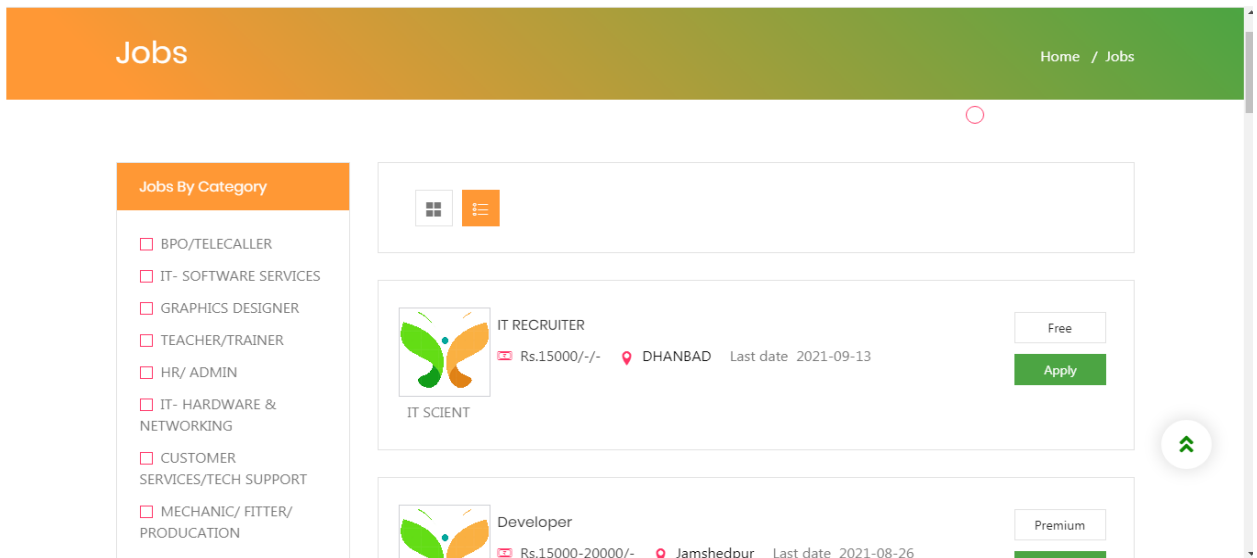 Jobs
Home / Jobs
Jobs By Category
BPO/TELECALLER
IT- SOFTWARE SERVICES
GRAPHICS DESIGNER
TEACHER/TRAINER
HR/ ADMIN
IT- HARDWARE &
NETWORKING
CUSTOMER
SERVICES/TECH SUPPORT
MECHANIC/ FITTER/
PRODUCATION
IT RECRUITER
Rs.15000/-/- DHANBAD Last date 2021-09-13
IT SCIENT
Free
Apply
Developer
Rs.15000-20000/- Jamshedpur Last date 2021-08-26
Premium